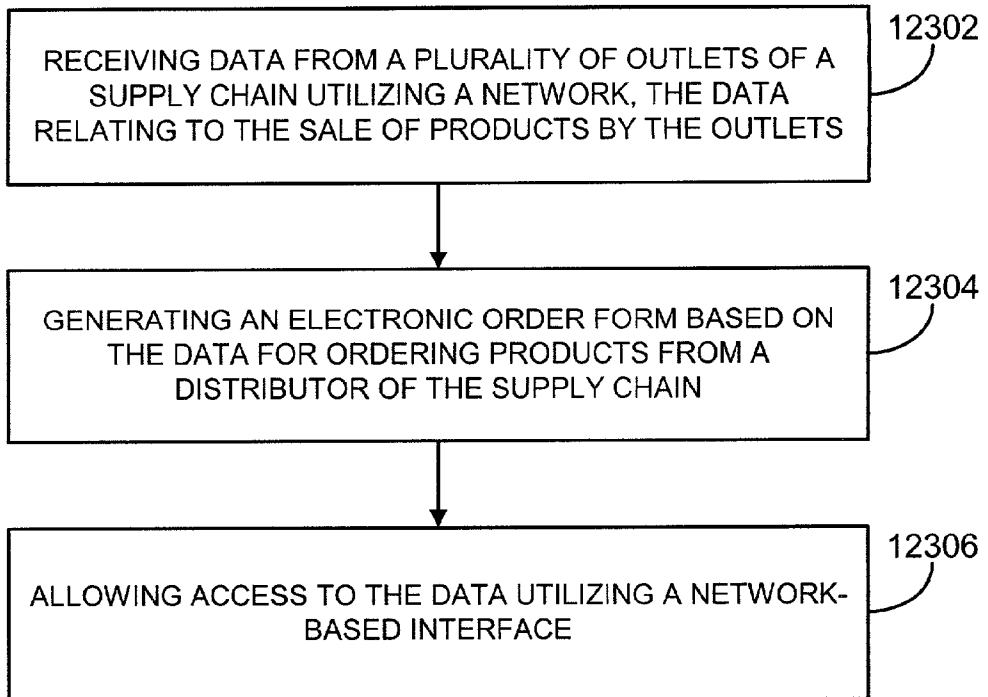 12302
RECEIVING DATA FROM A PLURALITY OF OUTLETS OF A
SUPPLY CHAIN UTILIZING A NETWORK, THE DATA
RELATING TO THE SALE OF PRODUCTS BY THE OUTLETS
12304
GENERATING AN ELECTRONIC ORDER FORM BASED ON
THE DATA FOR ORDERING PRODUCTS FROM A
DISTRIBUTOR OF THE SUPPLY CHAIN
12306
ALLOWING ACCESS TO THE DATA UTILIZING A NETWORK-
BASED INTERFACE